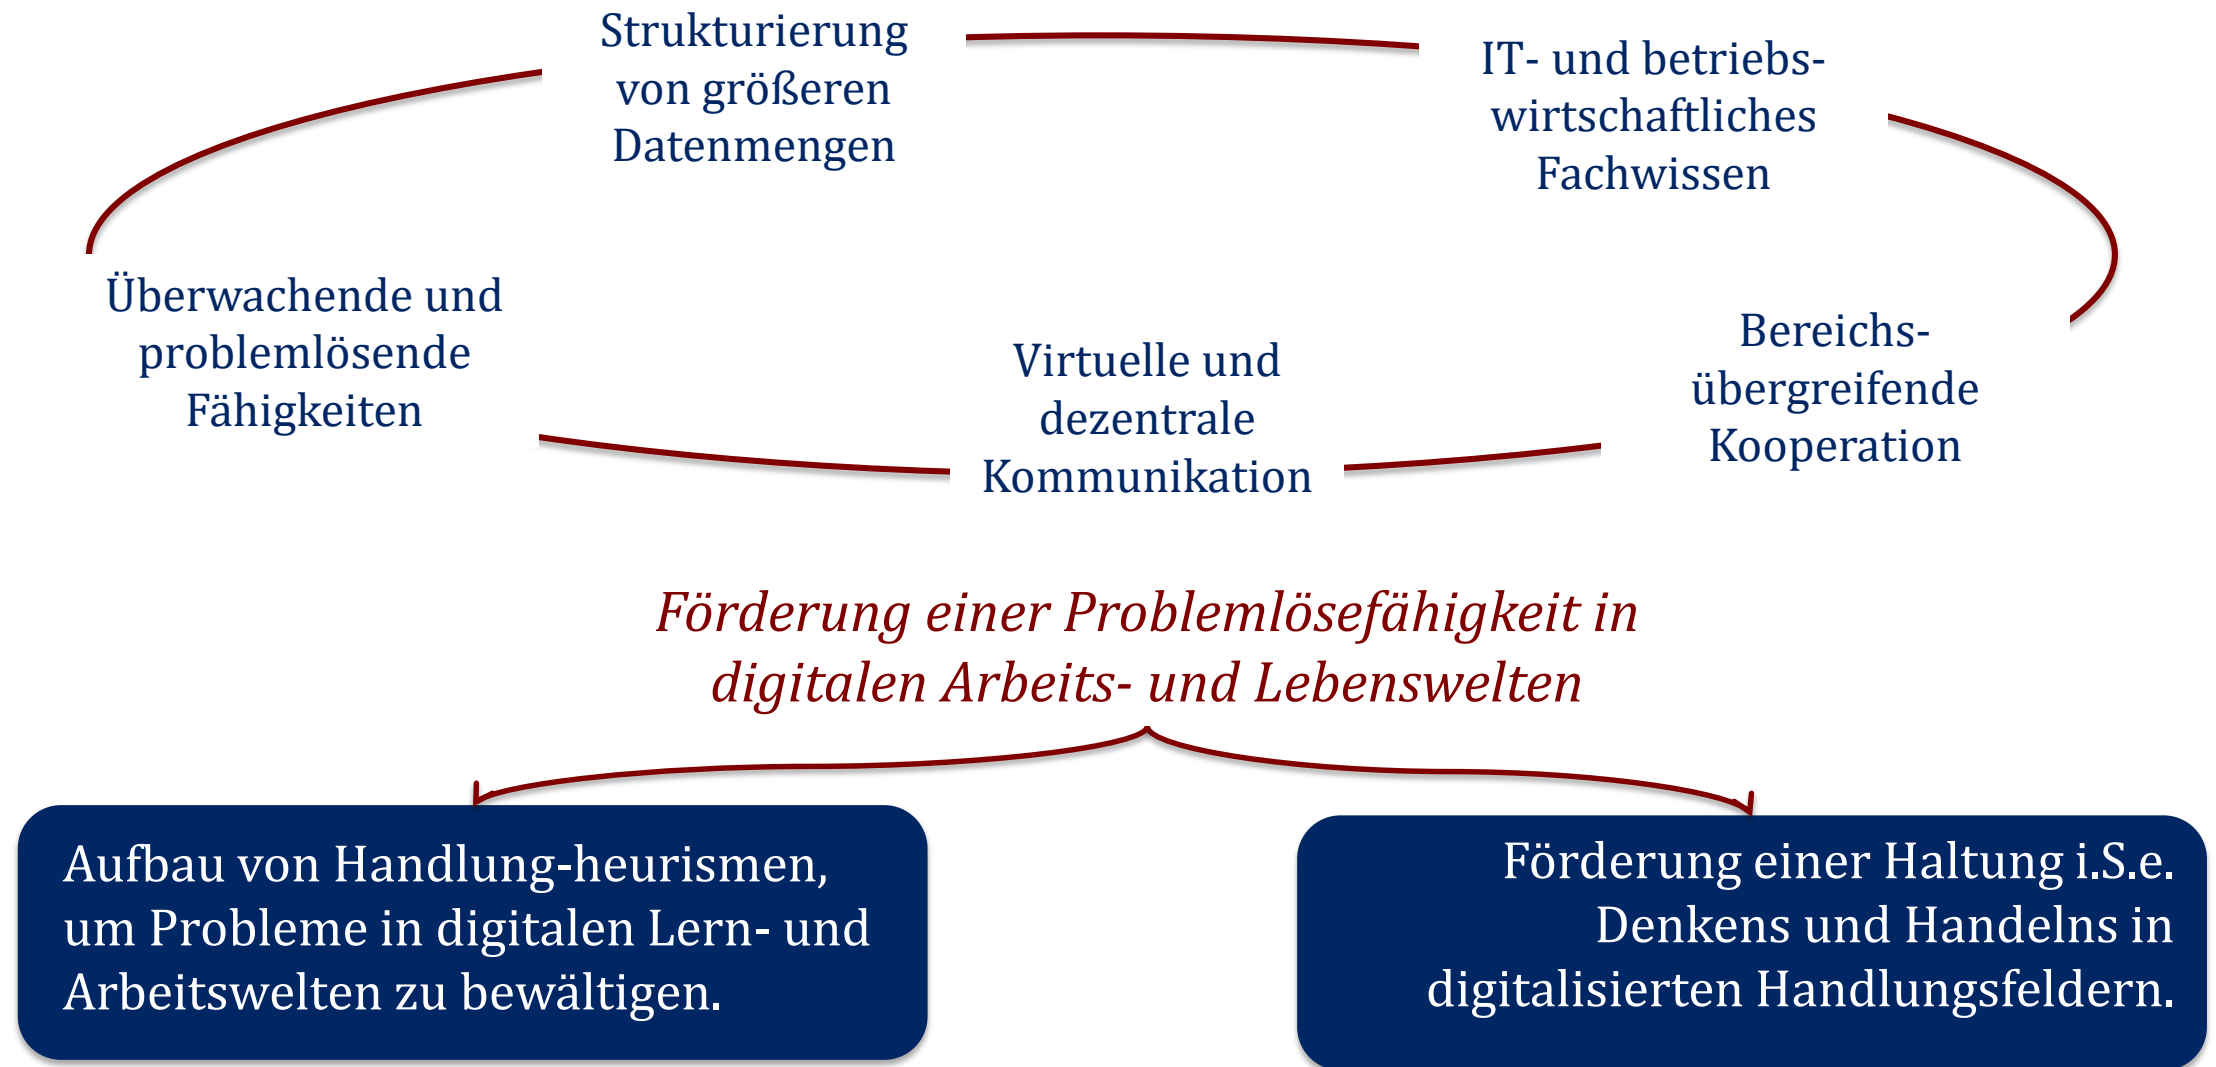 Strukturierung
von größeren
Datenmengen
IT- und betriebs-
wirtschaftliches
Fachwissen
Überwachende und
problemlösende
Fähigkeiten
Virtuelle und
dezentrale
Kommunikation
Bereichs-
übergreifende
Kooperation
Förderung einer Problemlösefähigkeit in
digitalen Arbeits- und Lebenswelten
Aufbau von Handlung-heurismen,
um Probleme in digitalen Lern- und
Arbeitswelten zu bewältigen.
Förderung einer Haltung i.S.e.
Denkens und Handelns in
digitalisierten Handlungsfeldern.